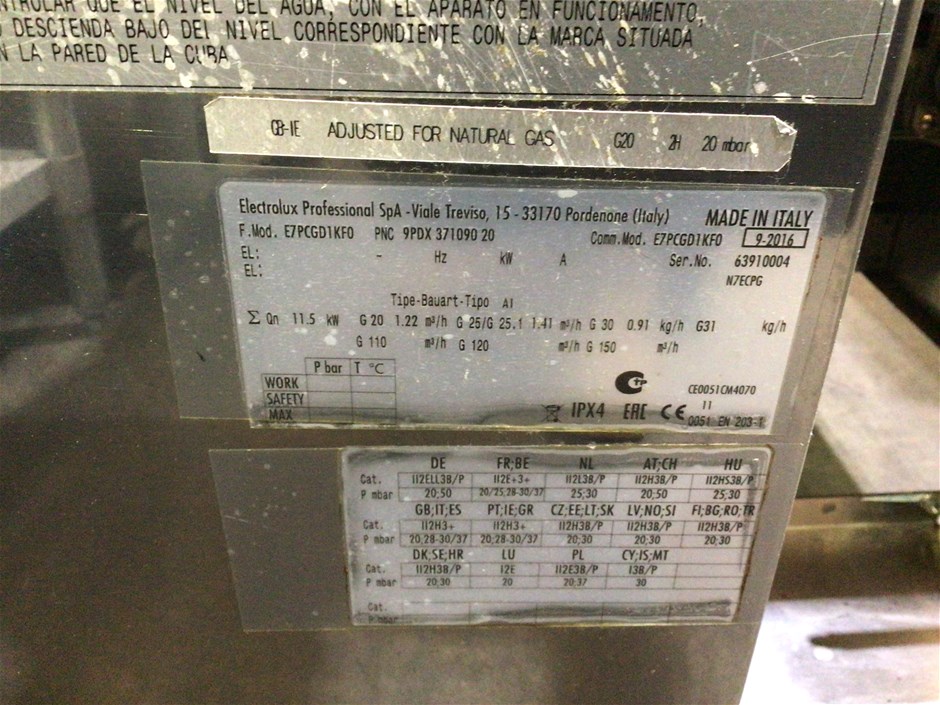 NTROLAR QUE EL NIVEL DEL AGUA, CON EL APARATO EN FUNCIONAMENTO,
DESCIENDA BAJO DEL NIVEL CORRESPONDIENTE CON LA MARCA SITUADA
N LA PARED DE LA CUBA
GB-IE ADJUSTED FOR NATURAL GAS G20 2H 20 mbar
Electrolux Professional SpA - Viale Treviso, 15 - 33170 Pordenone (Italy) MADE IN ITALY
F.Mod. E7PCGD1KF0 PNC 9PDX 371090 20 Comm.Mod. E7PCGD1KF0 9-2016
EL: - Hz kW A Ser.No. 63910004
EL: N7ECPG
Tipe-Bauart-Tipo A1
Σ Qn 11.5 kW G 20 1.22 m³/h G 25/G 25.1 1.41 m³/h G 30 0.91 kg/h G31 kg/h
G 110 m³/h G 120 m³/h G 150 m³/h
P bar T °C
WORK
SAFETY
MAX
CE0051CM4070
IPX4 EAC CE 11
0051 EN 203-1
DE FR;BE NL AT;CH HU
Cat. II2ELL3B/P II2E+3+ II2L3B/P II2H3B/P II2HS3B/P
P mbar 20;50 20/25;28-30/37 25;30 20;50 25;30
GB;IT;ES PT;IE;GR CZ;EE;LT;SK LV;NO;SI FI;BG;RO;TR
Cat. II2H3+ II2H3+ II2H3B/P II2H3B/P II2H3B/P
P mbar 20;28-30/37 20;28-30/37 20;30 20;30 20;30
DK;SE;HR LU PL CY;IS;MT
Cat. II2H3B/P I2E II2E3B/P I3B/P
P mbar 20;30 20 20;37 30
Cat.
P mbar